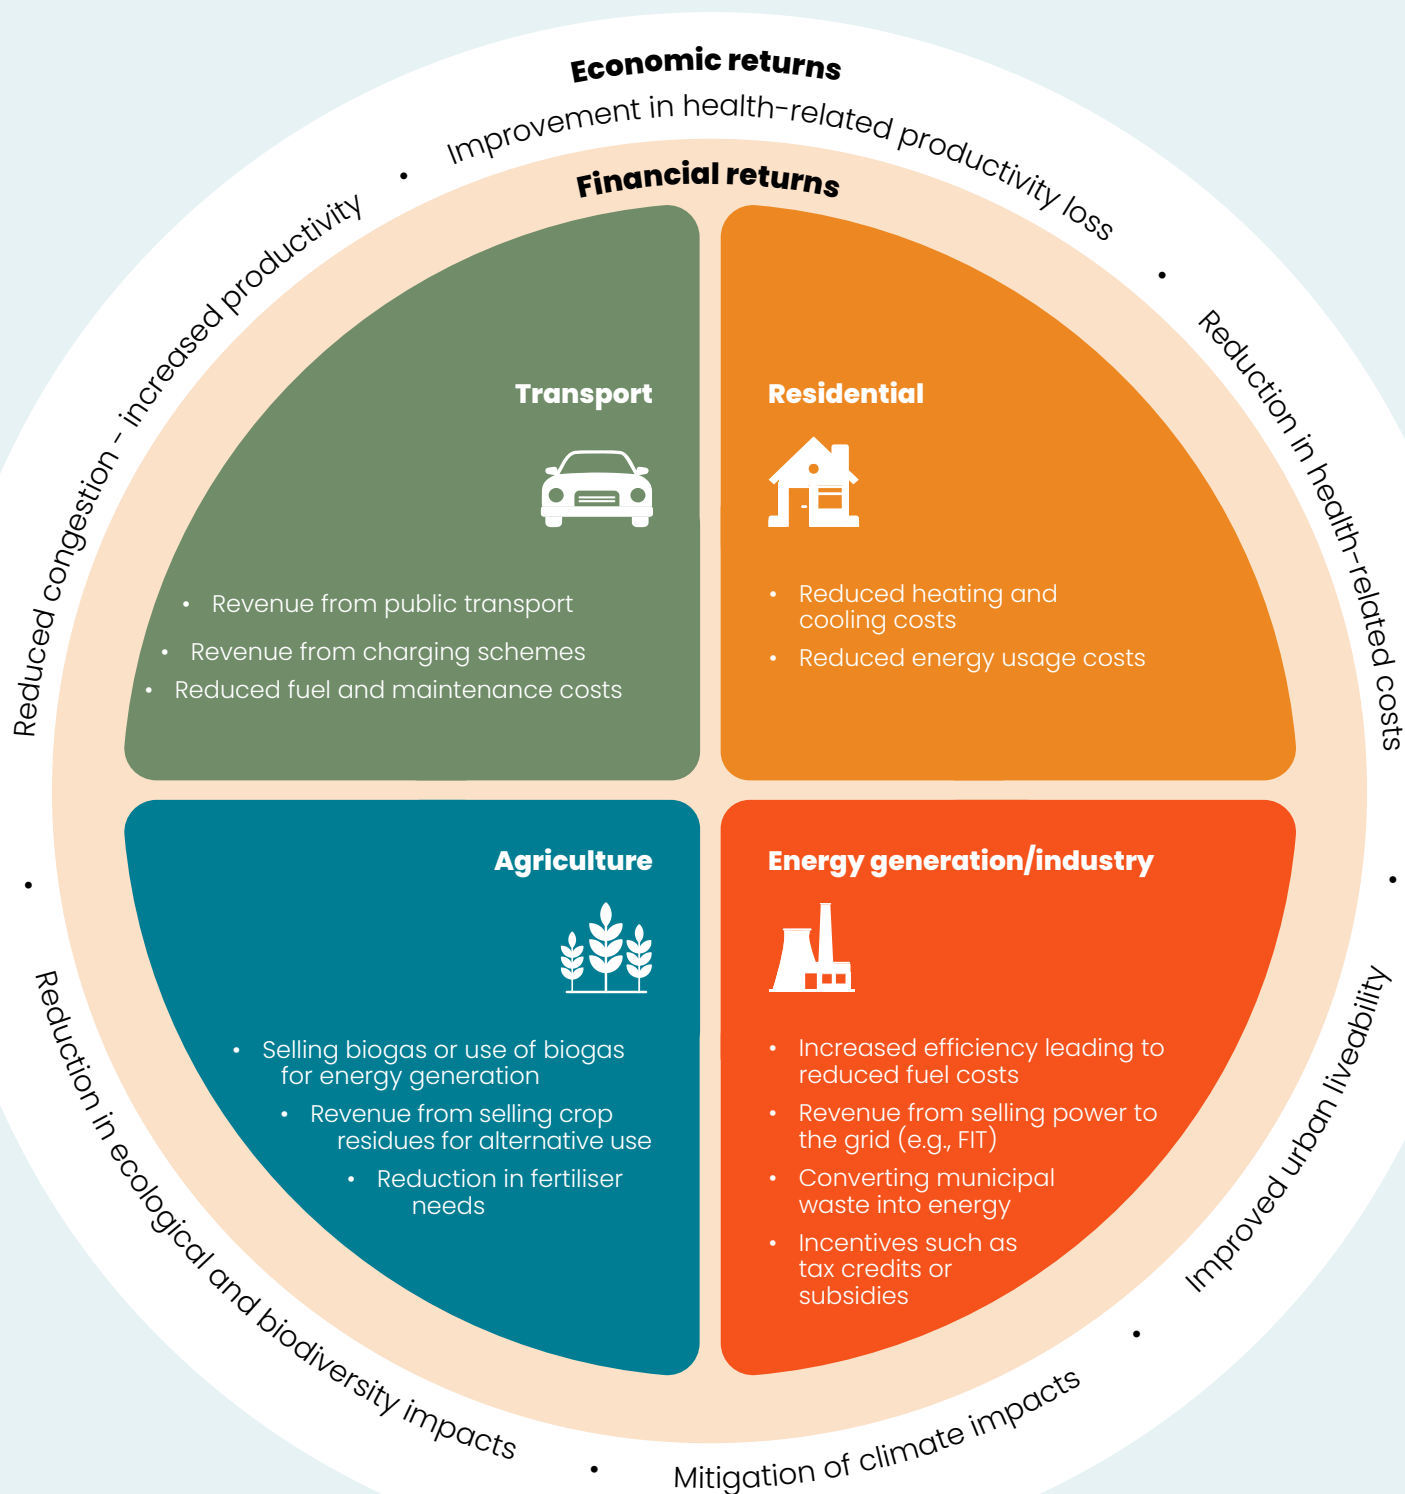 Economic returns
Improvement in health-related productivity loss
Reduction in health-related costs
Improved urban liveability
Mitigation of climate impacts
Reduction in ecological and biodiversity impacts
Reduced congestion - increased productivity
Financial returns
Transport
• Revenue from public transport
• Revenue from charging schemes
• Reduced fuel and maintenance costs
Residential
• Reduced heating and
cooling costs
• Reduced energy usage costs
Agriculture
• Selling biogas or use of biogas
for energy generation
• Revenue from selling crop
residues for alternative use
• Reduction in fertiliser
needs
Energy generation/industry
• Increased efficiency leading to
reduced fuel costs
• Revenue from selling power to
the grid (e.g., FIT)
• Converting municipal
waste into energy
• Incentives such as
tax credits or
subsidies